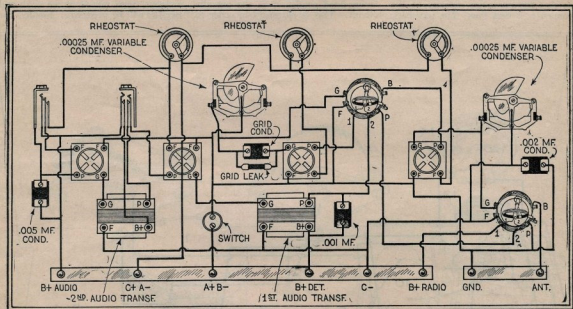 RHEOSTAT
RHEOSTAT
RHEOSTAT
.00025 MF. VARIABLE
CONDENSER
.00025 MF. VARIABLE
CONDENSER
G
F
1
2
B
P
GRID
COND.
GRID LEAK
.002 MF.
COND.
.005 MF.
COND.
G
P
F
B+
SWITCH
G
P
F
B+
.001 MF.
G
F
1
2
P
B
B+ AUDIO
C+ A-
A+ B-
B+ DET.
C-
B+ RADIO
GND.
ANT.
2ND. AUDIO TRANSF.
1ST. AUDIO TRANSF.